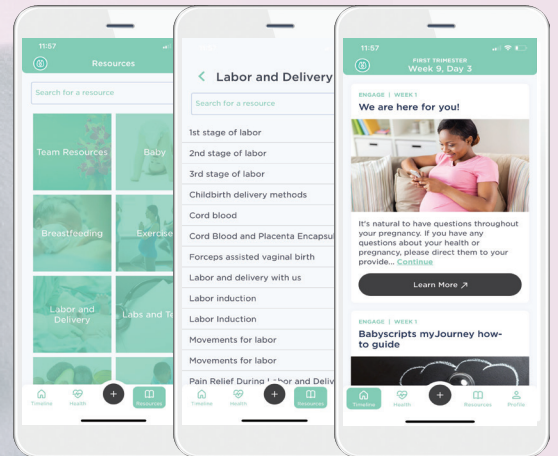 11:57
Resources
Search for a resource
Team Resources
Baby
Breastfeeding
Exercise
Labor and
Delivery
Labs and Te
Timeline
Health
+
Resources
Labor and Delivery
Search for a resource
1st stage of labor
2nd stage of labor
3rd stage of labor
Childbirth delivery methods
Cord blood
Cord Blood and Placenta Encapsul
Forceps assisted vaginal birth
Labor and delivery with us
Labor induction
Labor Induction
Movements for labor
Movements for labor
Pain Relief During Labor and Deliv
Timeline
Health
+
Resources
11:57
FIRST TRIMESTER
Week 9, Day 3
ENGAGE | WEEK 1
We are here for you!
It's natural to have questions throughout
your pregnancy. If you have any
questions about your health or
pregnancy, please direct them to your
provide... Continue
Learn More
ENGAGE | WEEK 1
Babyscripts myJourney how-
to guide
Timeline
Health
+
Resources
Profile